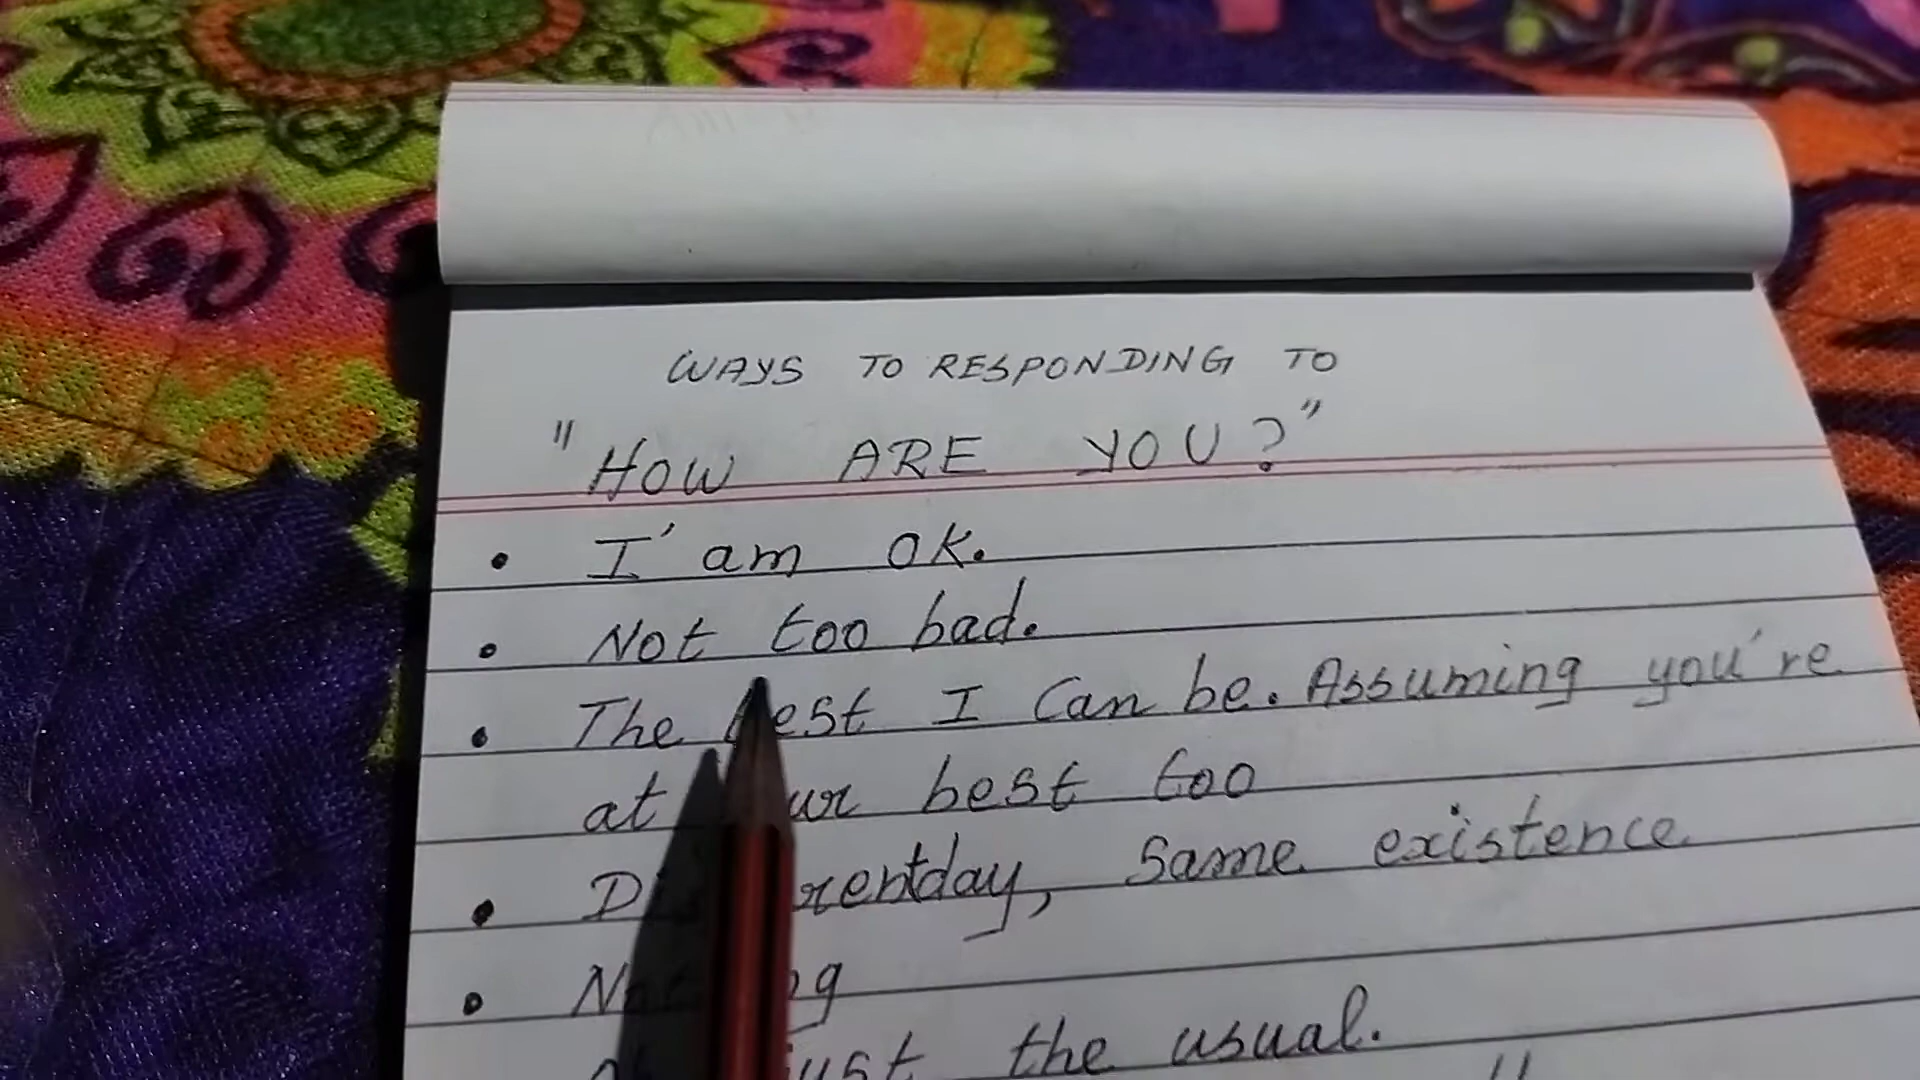 WAYS TO RESPONDING TO
"HOW ARE YOU?"
• I'am ok.
• Not too bad.
• The best I Can be. Assuming you're
at best too
• day, Same existence
•
the usual.